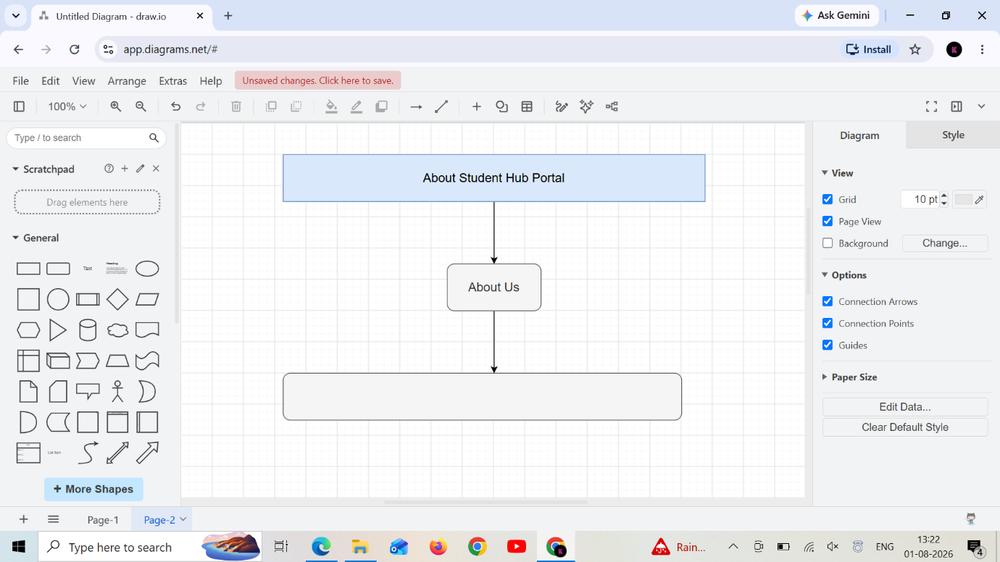 Untitled Diagram - draw.io
Ask Gemini
app.diagrams.net/#
Install
K
File Edit View Arrange Extras Help Unsaved changes. Click here to save.
100%
Type / to search
Scratchpad
Drag elements here
General
Text
Heading
List Item
+ More Shapes
About Student Hub Portal
About Us
Diagram
Style
View
Grid
10 pt
Page View
Background
Change...
Options
Connection Arrows
Connection Points
Guides
Paper Size
Edit Data...
Clear Default Style
Page-1
Page-2
Type here to search
Rain...
ENG
13:22
01-08-2026
4